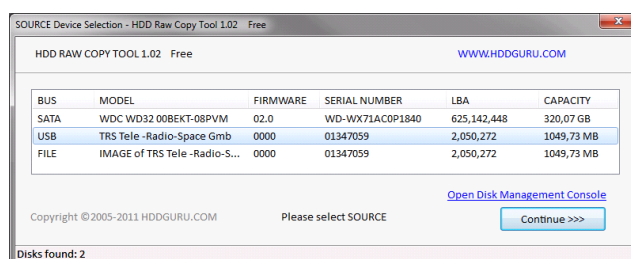 SOURCE Device Selection - HDD Raw Copy Tool 1.02   Free
HDD RAW COPY TOOL 1.02   Free   WWW.HDDGURU.COM
BUS   MODEL   FIRMWARE   SERIAL NUMBER   LBA   CAPACITY
SATA   WDC WD32 00BEKT-08PVM   02.0   WD-WX71AC0P1840   625,142,448   320,07 GB
USB   TRS Tele -Radio-Space Gmb   0000   01347059   2,050,272   1049,73 MB
FILE   IMAGE of TRS Tele -Radio-S...   0000   01347059   2,050,272   1049,73 MB
Open Disk Management Console
Copyright ©2005-2011 HDDGURU.COM   Please select SOURCE   Continue >>>
Disks found: 2